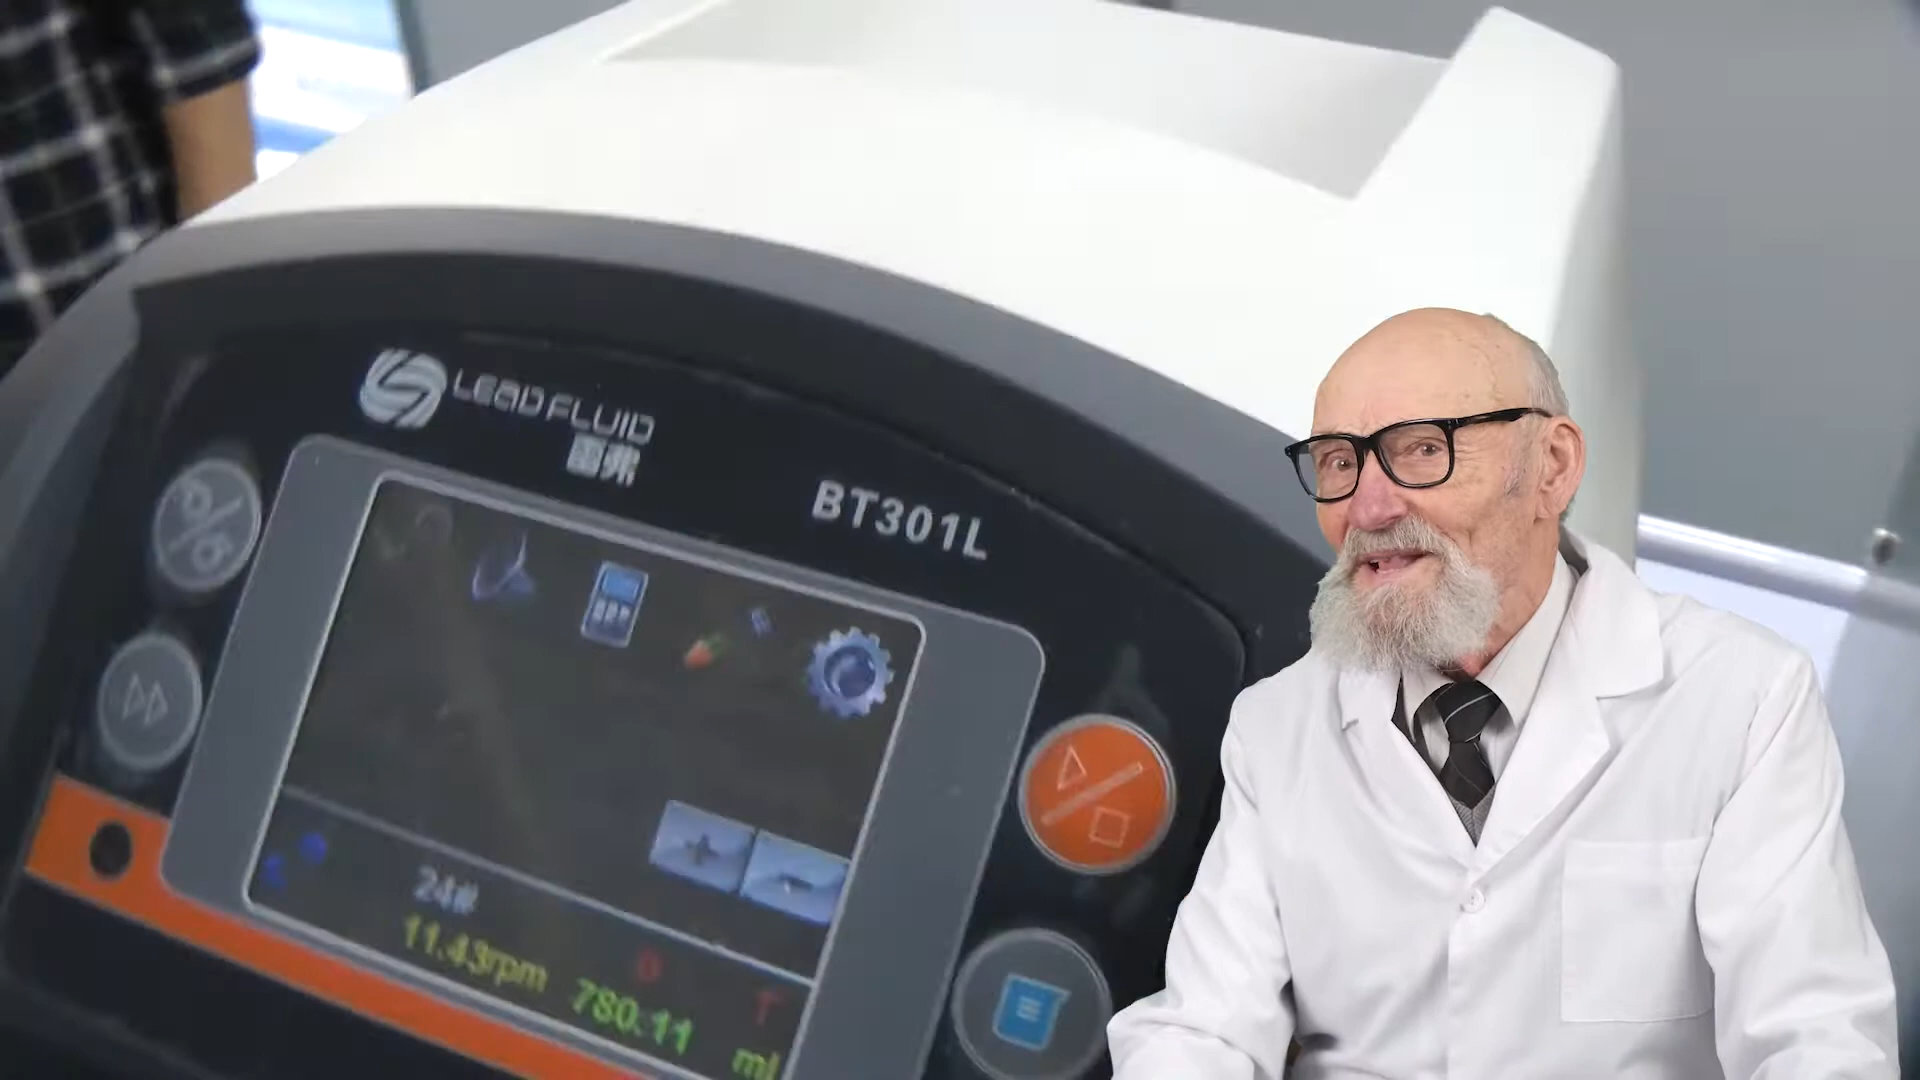 LEAD FLUID
雷弗
BT301L
24#
11.43rpm
780.11
ml